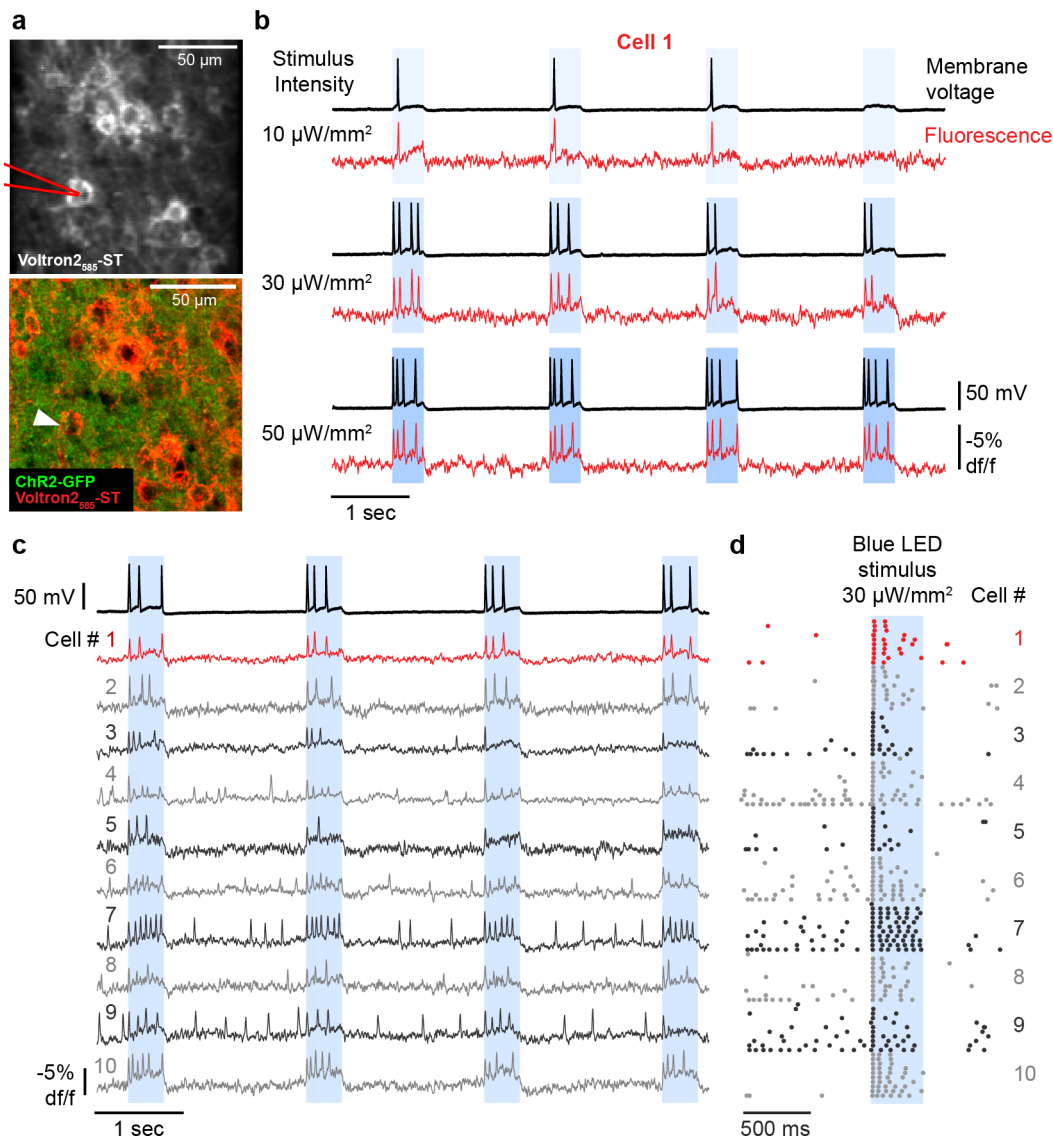 a
50 µm
Voltron2₅₈₅-ST
50 µm
ChR2-GFP
Voltron2₅₈₅-ST
b
Cell 1
Stimulus
Intensity
Membrane
voltage
10 µW/mm²
Fluorescence
30 µW/mm²
50 mV
50 µW/mm²
-5%
df/f
1 sec
c
50 mV
Cell # 1
2
3
4
5
6
7
8
9
10
-5%
df/f
1 sec
d
Blue LED
stimulus
30 µW/mm²
Cell #
1
2
3
4
5
6
7
8
9
10
500 ms